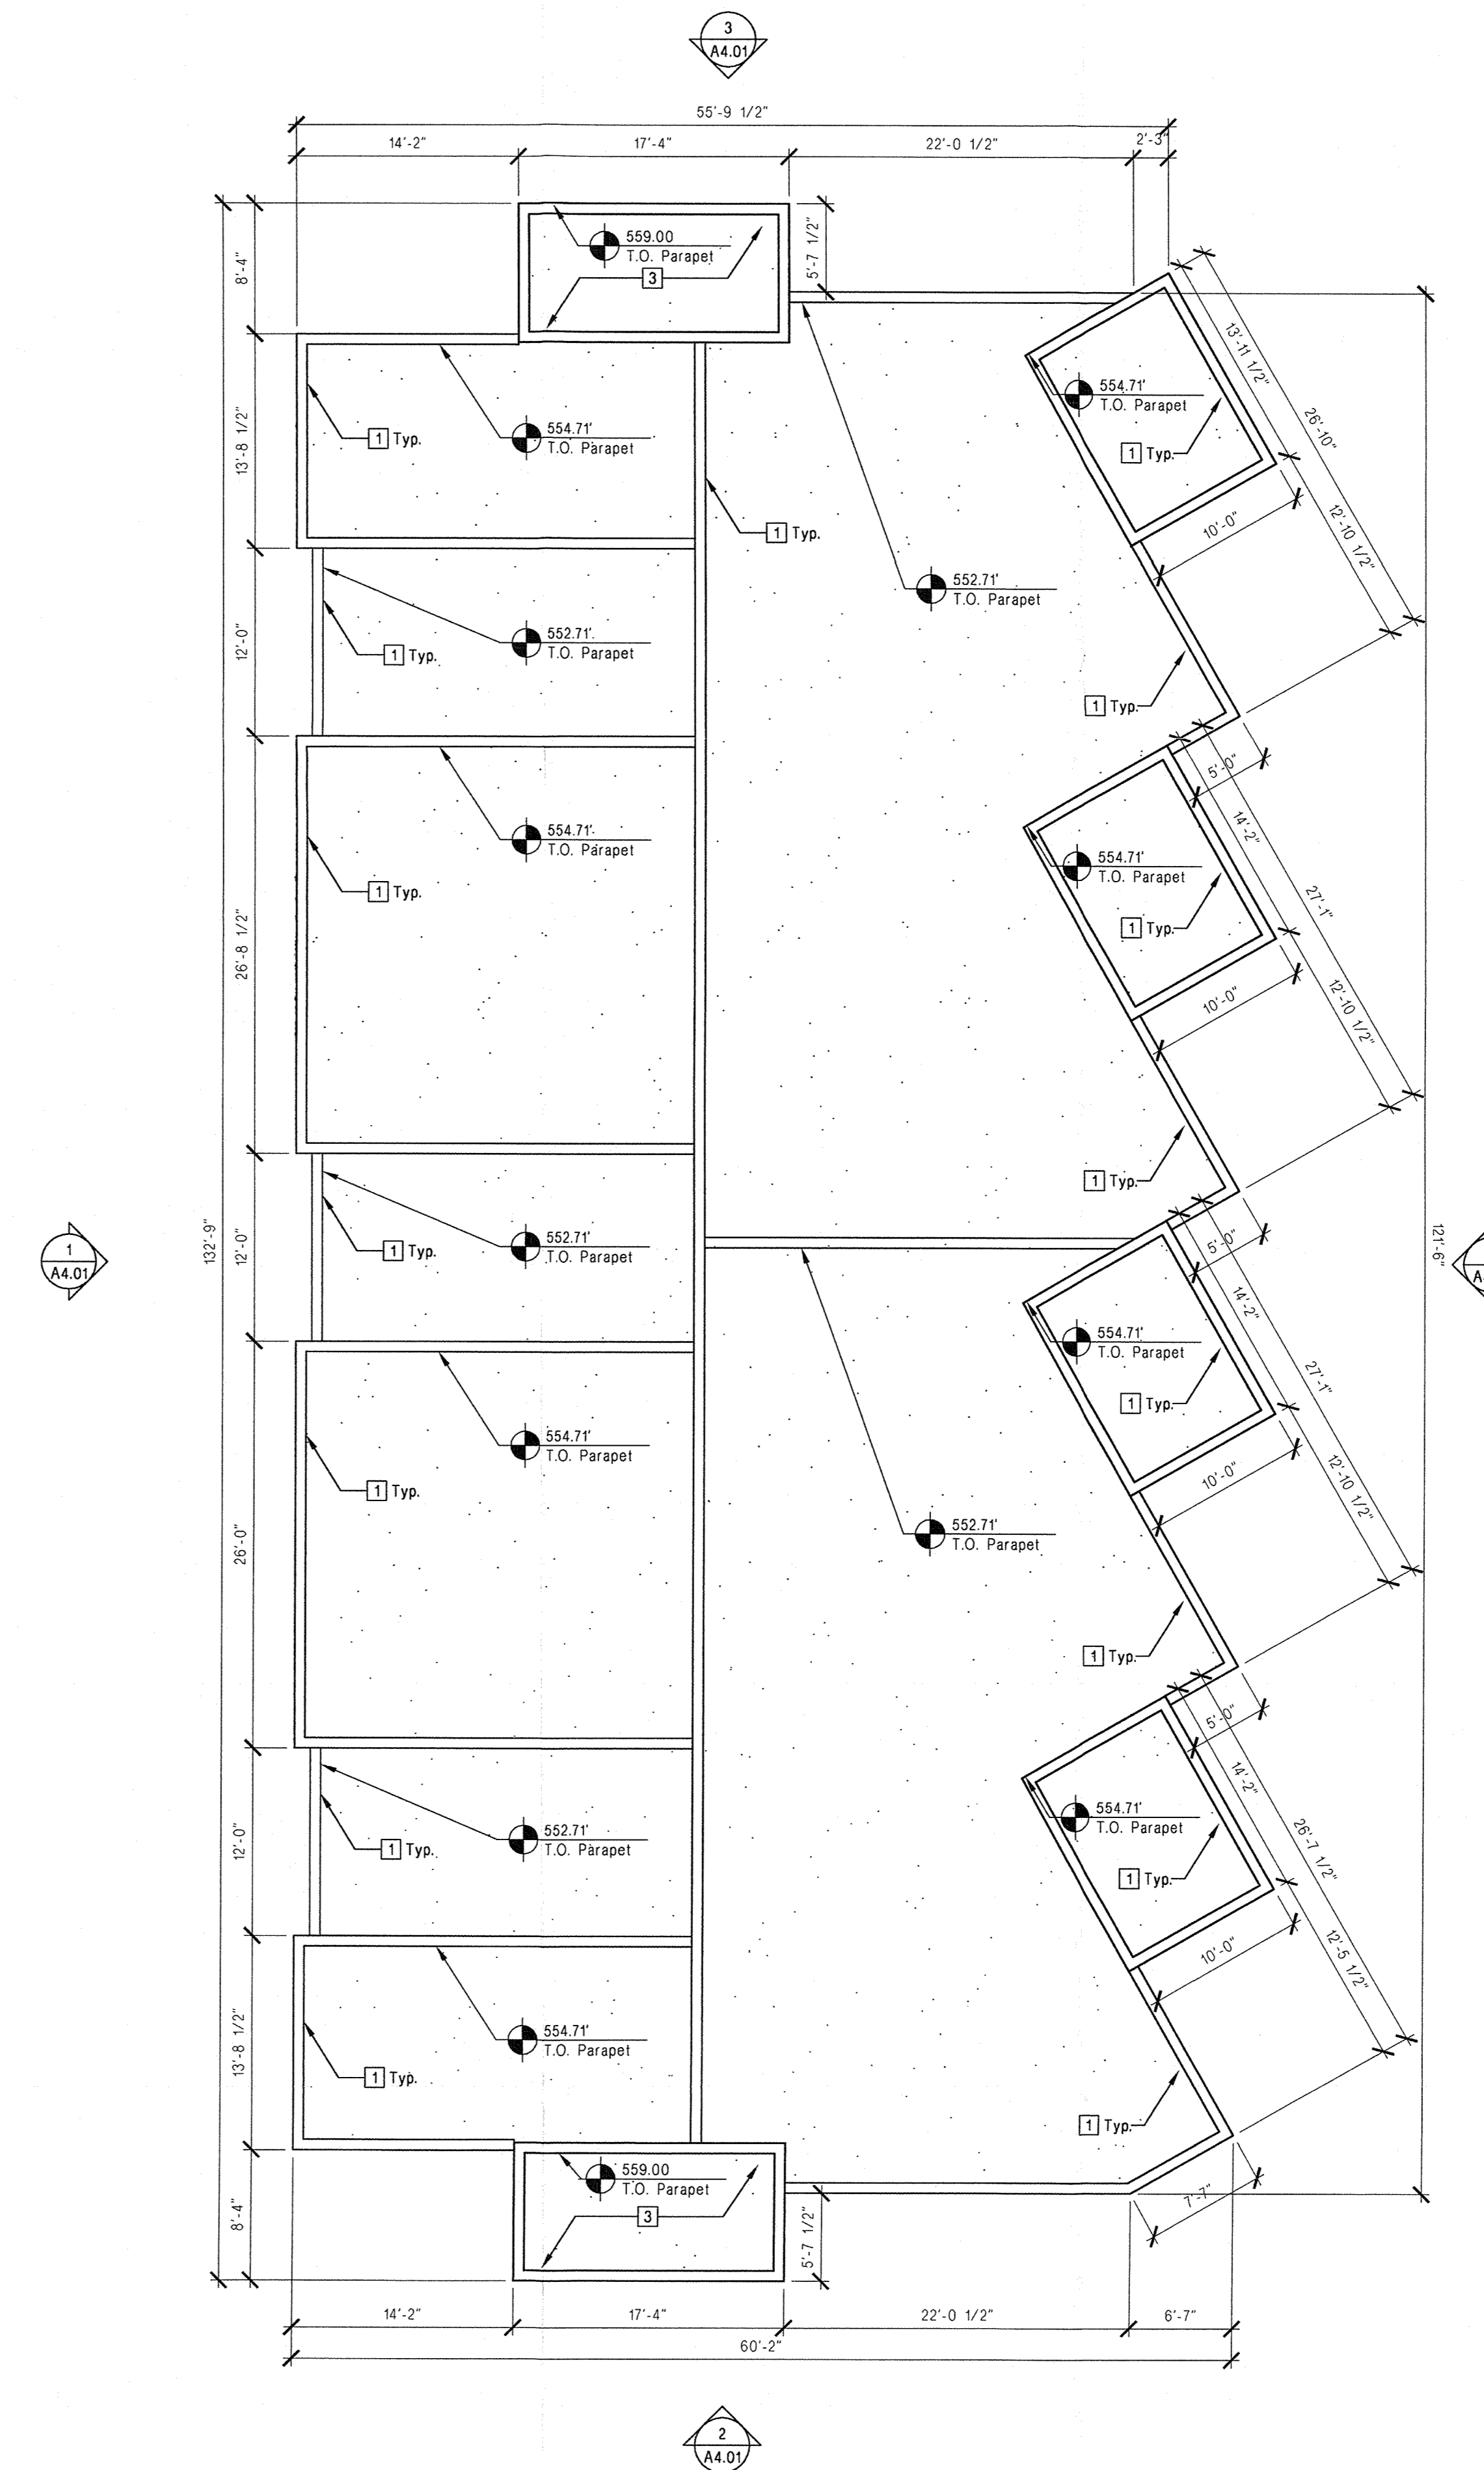 3
A4.01
55'-9 1/2"
14'-2"
17'-4"
22'-0 1/2"
2'-3"
8'-4"
559.00
T.O. Parapet
3
5'-7 1/2"
13'-11 1/2"
26'-10"
554.71'
T.O. Parapet
1 Typ.
13'-8 1/2"
1 Typ.
554.71'
T.O. Parapet
1 Typ.
10'-0"
12'-10 1/2"
552.71'
T.O. Parapet
12'-0"
1 Typ.
552.71'
T.O. Parapet
1 Typ.
5'-0"
14'-2"
27'-1"
554.71'
T.O. Parapet
1 Typ.
554.71'
T.O. Parapet
1 Typ.
26'-8 1/2"
10'-0"
12'-10 1/2"
1 Typ.
132'-9"
12'-0"
1
A4.01
552.71'
T.O. Parapet
1 Typ.
121'-6"
5'-0"
14'-2"
27'-1"
554.71'
T.O. Parapet
1 Typ.
554.71'
T.O. Parapet
1 Typ.
26'-0"
10'-0"
12'-10 1/2"
552.71'
T.O. Parapet
1 Typ.
5'-0"
14'-2"
26'-7 1/2"
12'-0"
552.71'
T.O. Parapet
1 Typ.
554.71'
T.O. Parapet
1 Typ.
10'-0"
12'-5 1/2"
13'-8 1/2"
554.71'
T.O. Parapet
1 Typ.
1 Typ.
8'-4"
559.00
T.O. Parapet
3
5'-7 1/2"
7'-7"
14'-2"
17'-4"
22'-0 1/2"
6'-7"
60'-2"
2
A4.01